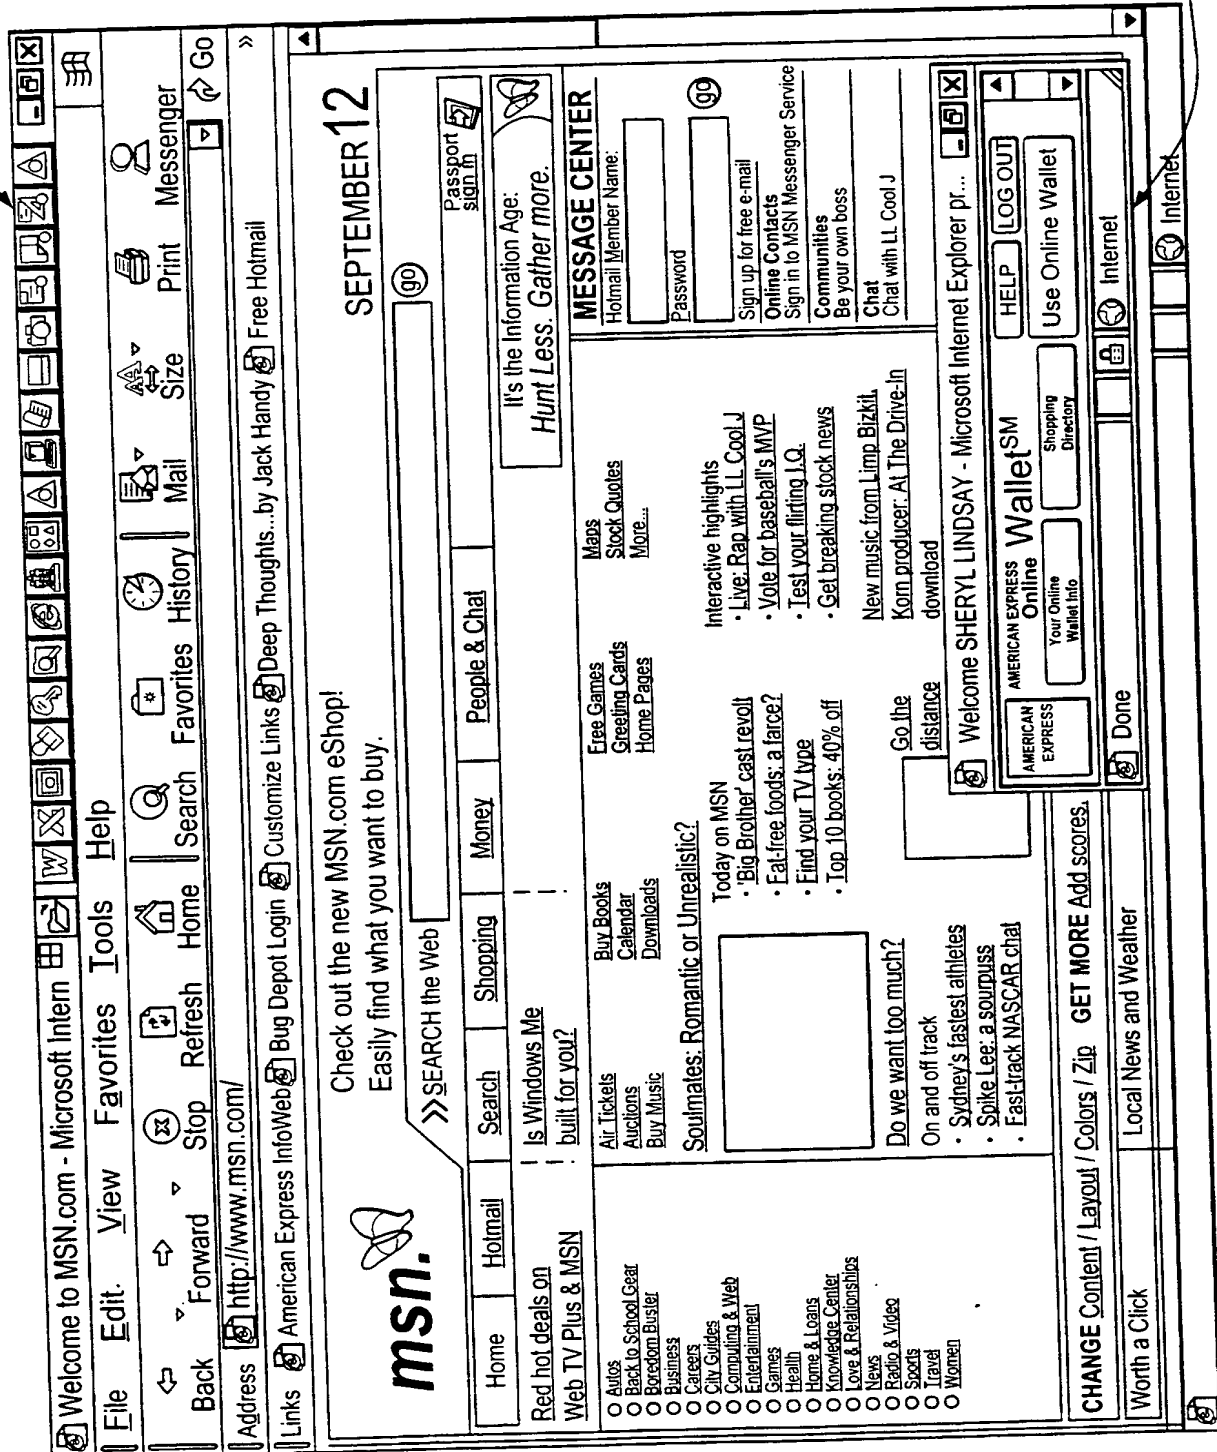 Welcome to MSN.com - Microsoft Intern
File Edit. View Favorites Tools Help
Back Forward Stop Refresh Home Search Favorites History Mail Size Print Messenger
Address http://www.msn.com/ Go
Links American Express InfoWeb Bug Depot Login Customize Links Deep Thoughts...by Jack Handy Free Hotmail »
msn.
Check out the new MSN.com eShop!
Easily find what you want to buy.
SEPTEMBER 12
>>SEARCH the Web go
Passport
sign in
Home Hotmail Search Shopping Money People & Chat
Red hot deals on
Web TV Plus & MSN
Is Windows Me
built for you?
It's the Information Age:
Hunt Less. Gather more.
Autos
Back to School Gear
Boredom Buster
Business
Careers
City Guides
Computing & Web
Entertainment
Games
Health
Home & Loans
Knowledge Center
Love & Relationships
News
Radio & Video
Sports
Travel
Women
Air Tickets
Auctions
Buy Music
Buy Books
Calendar
Downloads
Free Games
Greeting Cards
Home Pages
Maps
Stock Quotes
More...
Soulmates: Romantic or Unrealistic?
Today on MSN
· 'Big Brother' cast revolt
· Fat-free foods: a farce?
· Find your TV type
· Top 10 books: 40% off
Interactive highlights
· Live: Rap with LL Cool J
· Vote for baseball's MVP
· Test your flirting I.Q.
· Get breaking stock news
Do we want too much?
On and off track
· Sydney's fastest athletes
· Spike Lee: a sourpuss
· Fast-track NASCAR chat
Go the
distance
New music from Limp Bizkit,
Korn producer: At The Drive-In
download
MESSAGE CENTER
Hotmail Member Name:
Password
go
Sign up for free e-mail
Online Contacts
Sign in to MSN Messenger Service
Communities
Be your own boss
Chat
Chat with LL Cool J
CHANGE Content / Layout / Colors / Zip GET MORE Add scores,
Worth a Click
Local News and Weather
Welcome SHERYL LINDSAY - Microsoft Internet Explorer pr...
AMERICAN
EXPRESS
AMERICAN EXPRESS
Online WalletSM
HELP LOG OUT
Your Online
Wallet Info
Shopping
Directory
Use Online Wallet
Done Internet
Internet